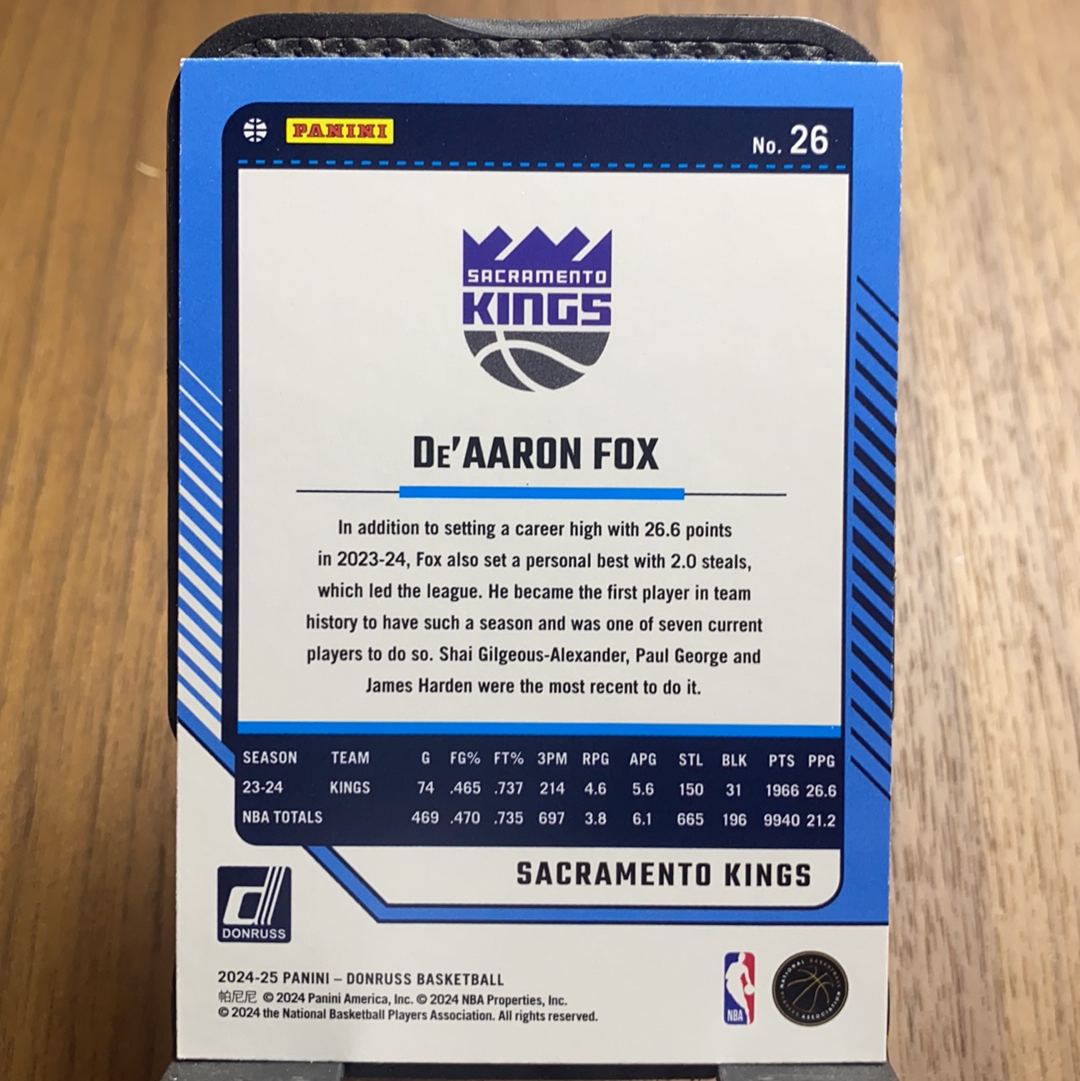 PANINI
No. 26
SACRAMENTO
KINGS
DE'AARON FOX
In addition to setting a career high with 26.6 points
in 2023-24, Fox also set a personal best with 2.0 steals,
which led the league. He became the first player in team
history to have such a season and was one of seven current
players to do so. Shai Gilgeous-Alexander, Paul George and
James Harden were the most recent to do it.
SEASON TEAM G FG% FT% 3PM RPG APG STL BLK PTS PPG
23-24 KINGS 74 .465 .737 214 4.6 5.6 150 31 1966 26.6
NBA TOTALS 469 .470 .735 697 3.8 6.1 665 196 9940 21.2
SACRAMENTO KINGS
d
DONRUSS
2024-25 PANINI – DONRUSS BASKETBALL
帕尼尼 © 2024 Panini America, Inc. © 2024 NBA Properties, Inc.
© 2024 the National Basketball Players Association. All rights reserved.
NBA
NATIONAL BASKETBALL PLAYERS ASSOCIATION